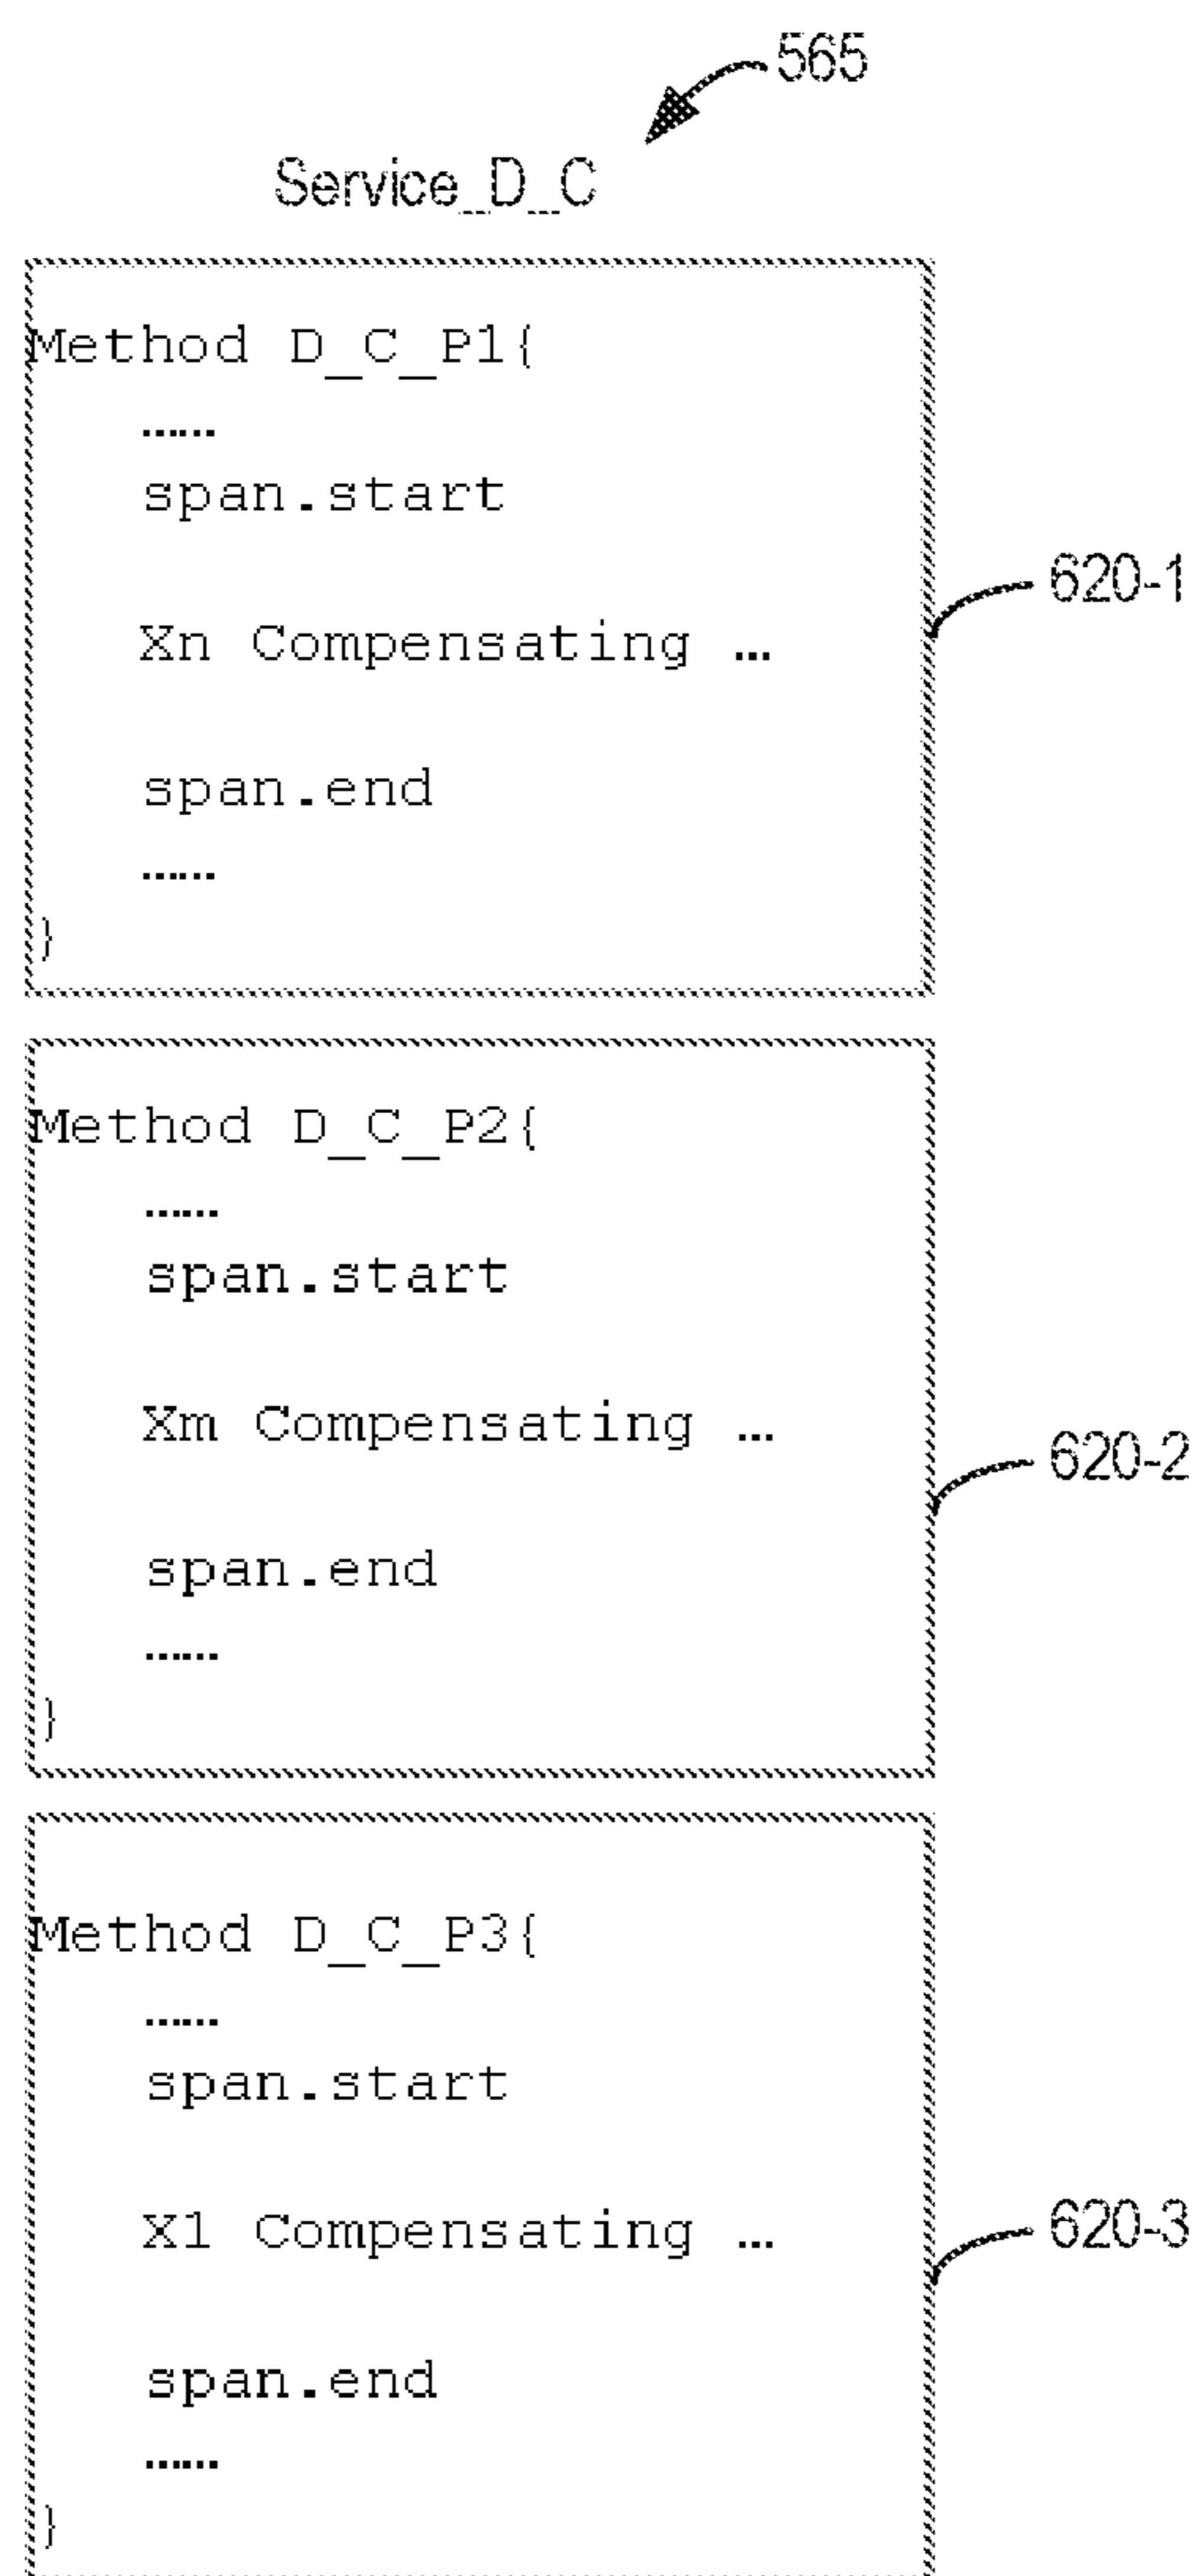 565
Service_D_C
Method D_C_P1{
……
span.start
Xn Compensating …
span.end
……
}
620-1
Method D_C_P2{
……
span.start
Xm Compensating …
span.end
……
}
620-2
Method D_C_P3{
……
span.start
X1 Compensating …
span.end
……
}
620-3